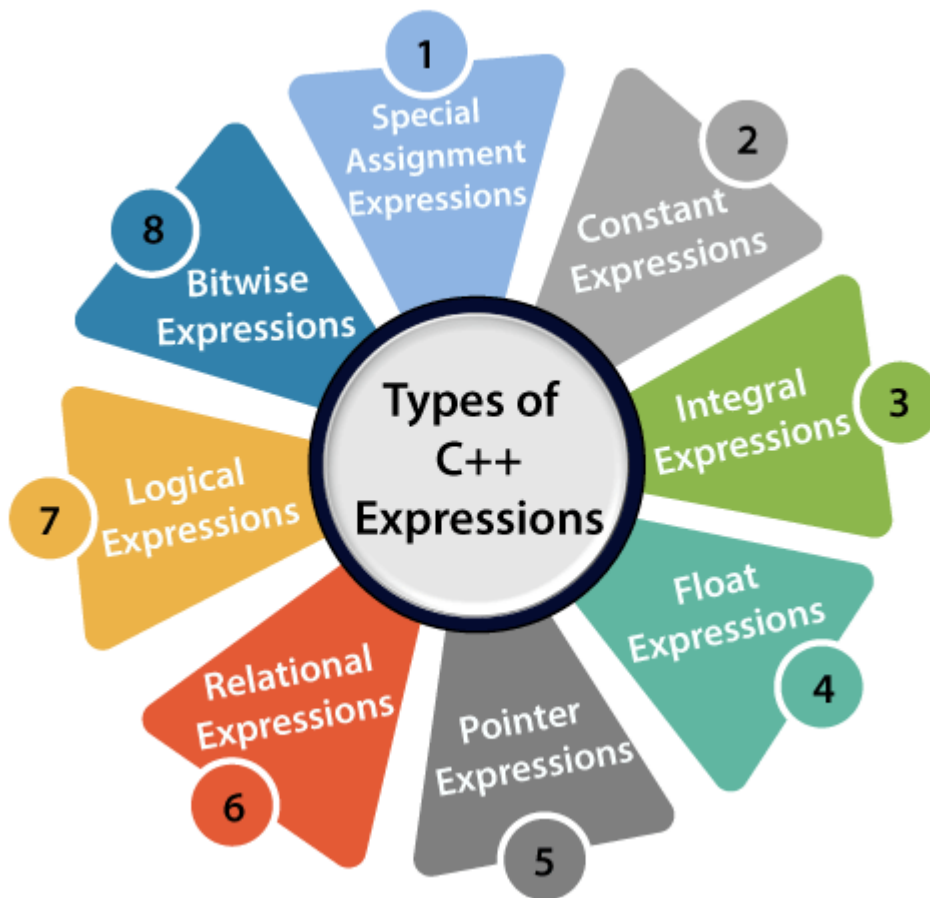 Types of
C++
Expressions
1
Special
Assignment
Expressions
2
Constant
Expressions
3
Integral
Expressions
4
Float
Expressions
5
Pointer
Expressions
6
Relational
Expressions
7
Logical
Expressions
8
Bitwise
Expressions